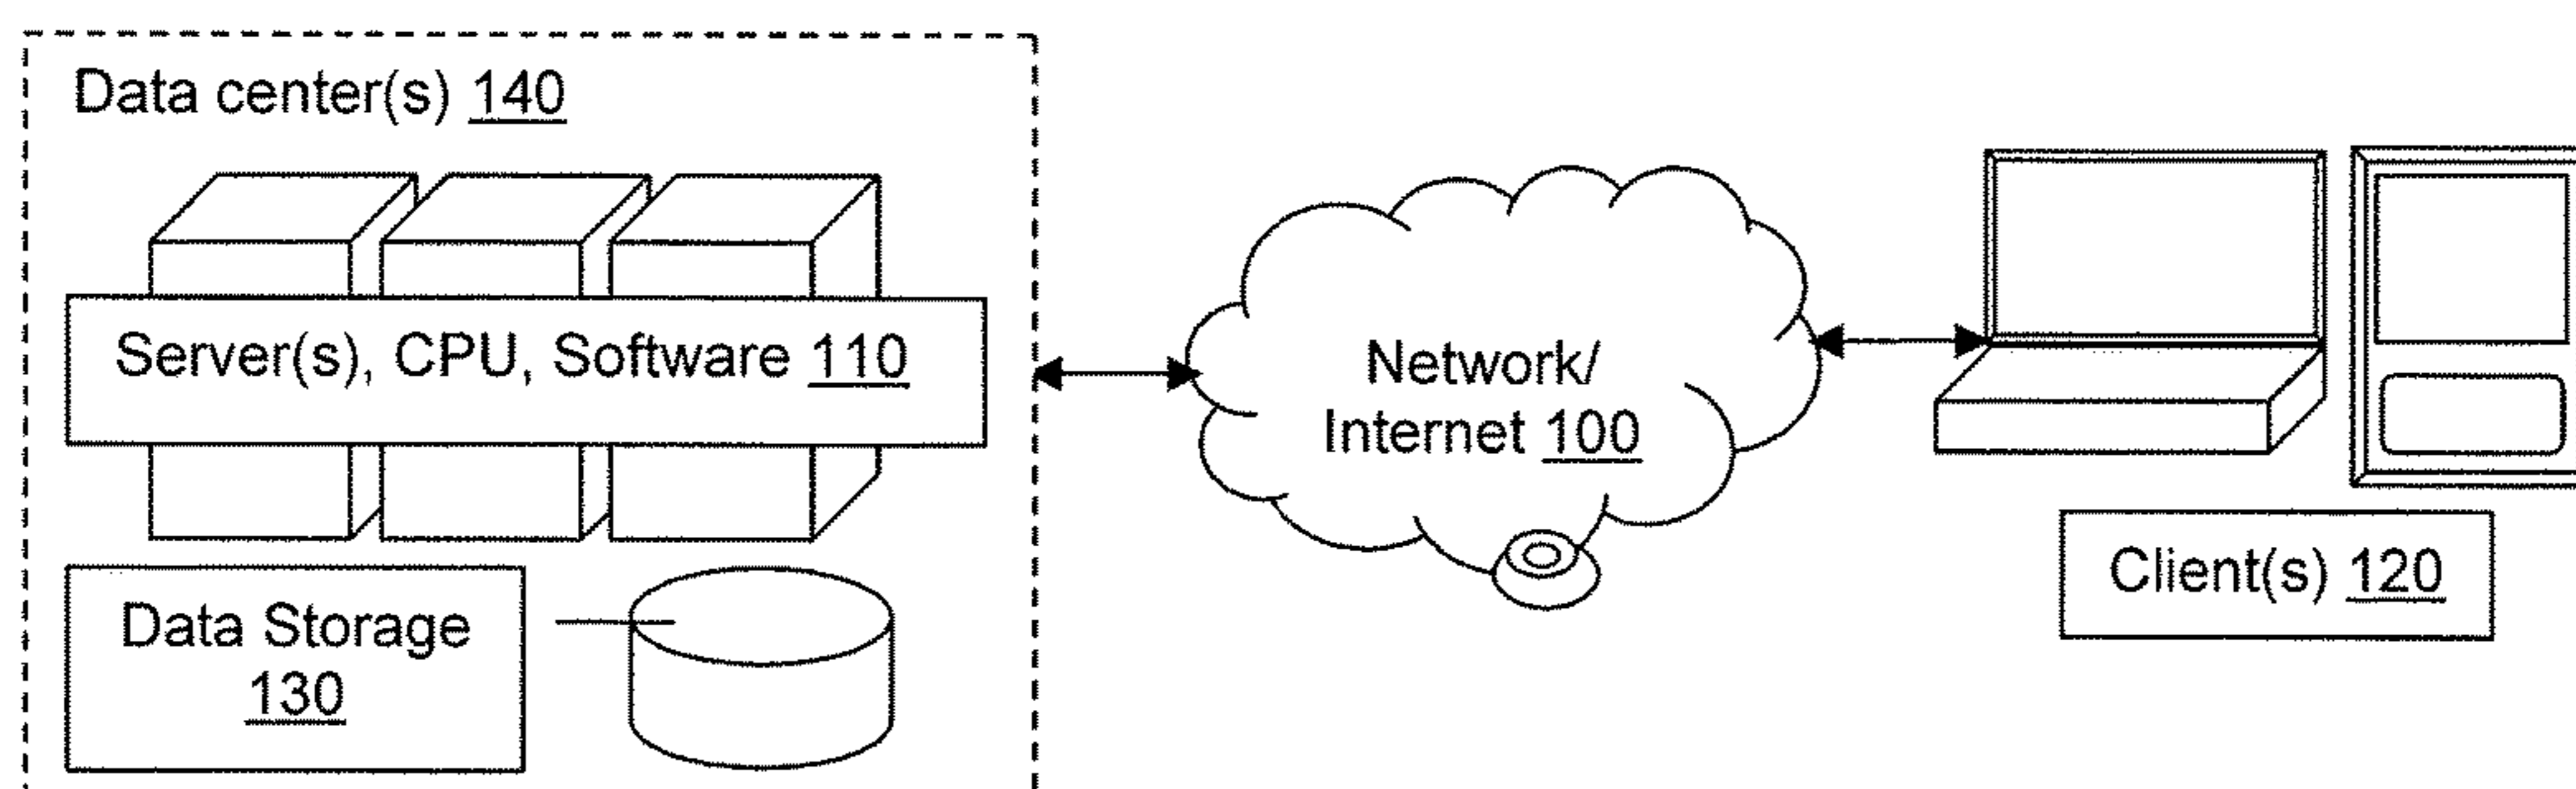 Data center(s) 140
Server(s), CPU, Software 110
Data Storage
130
Network/
Internet 100
Client(s) 120